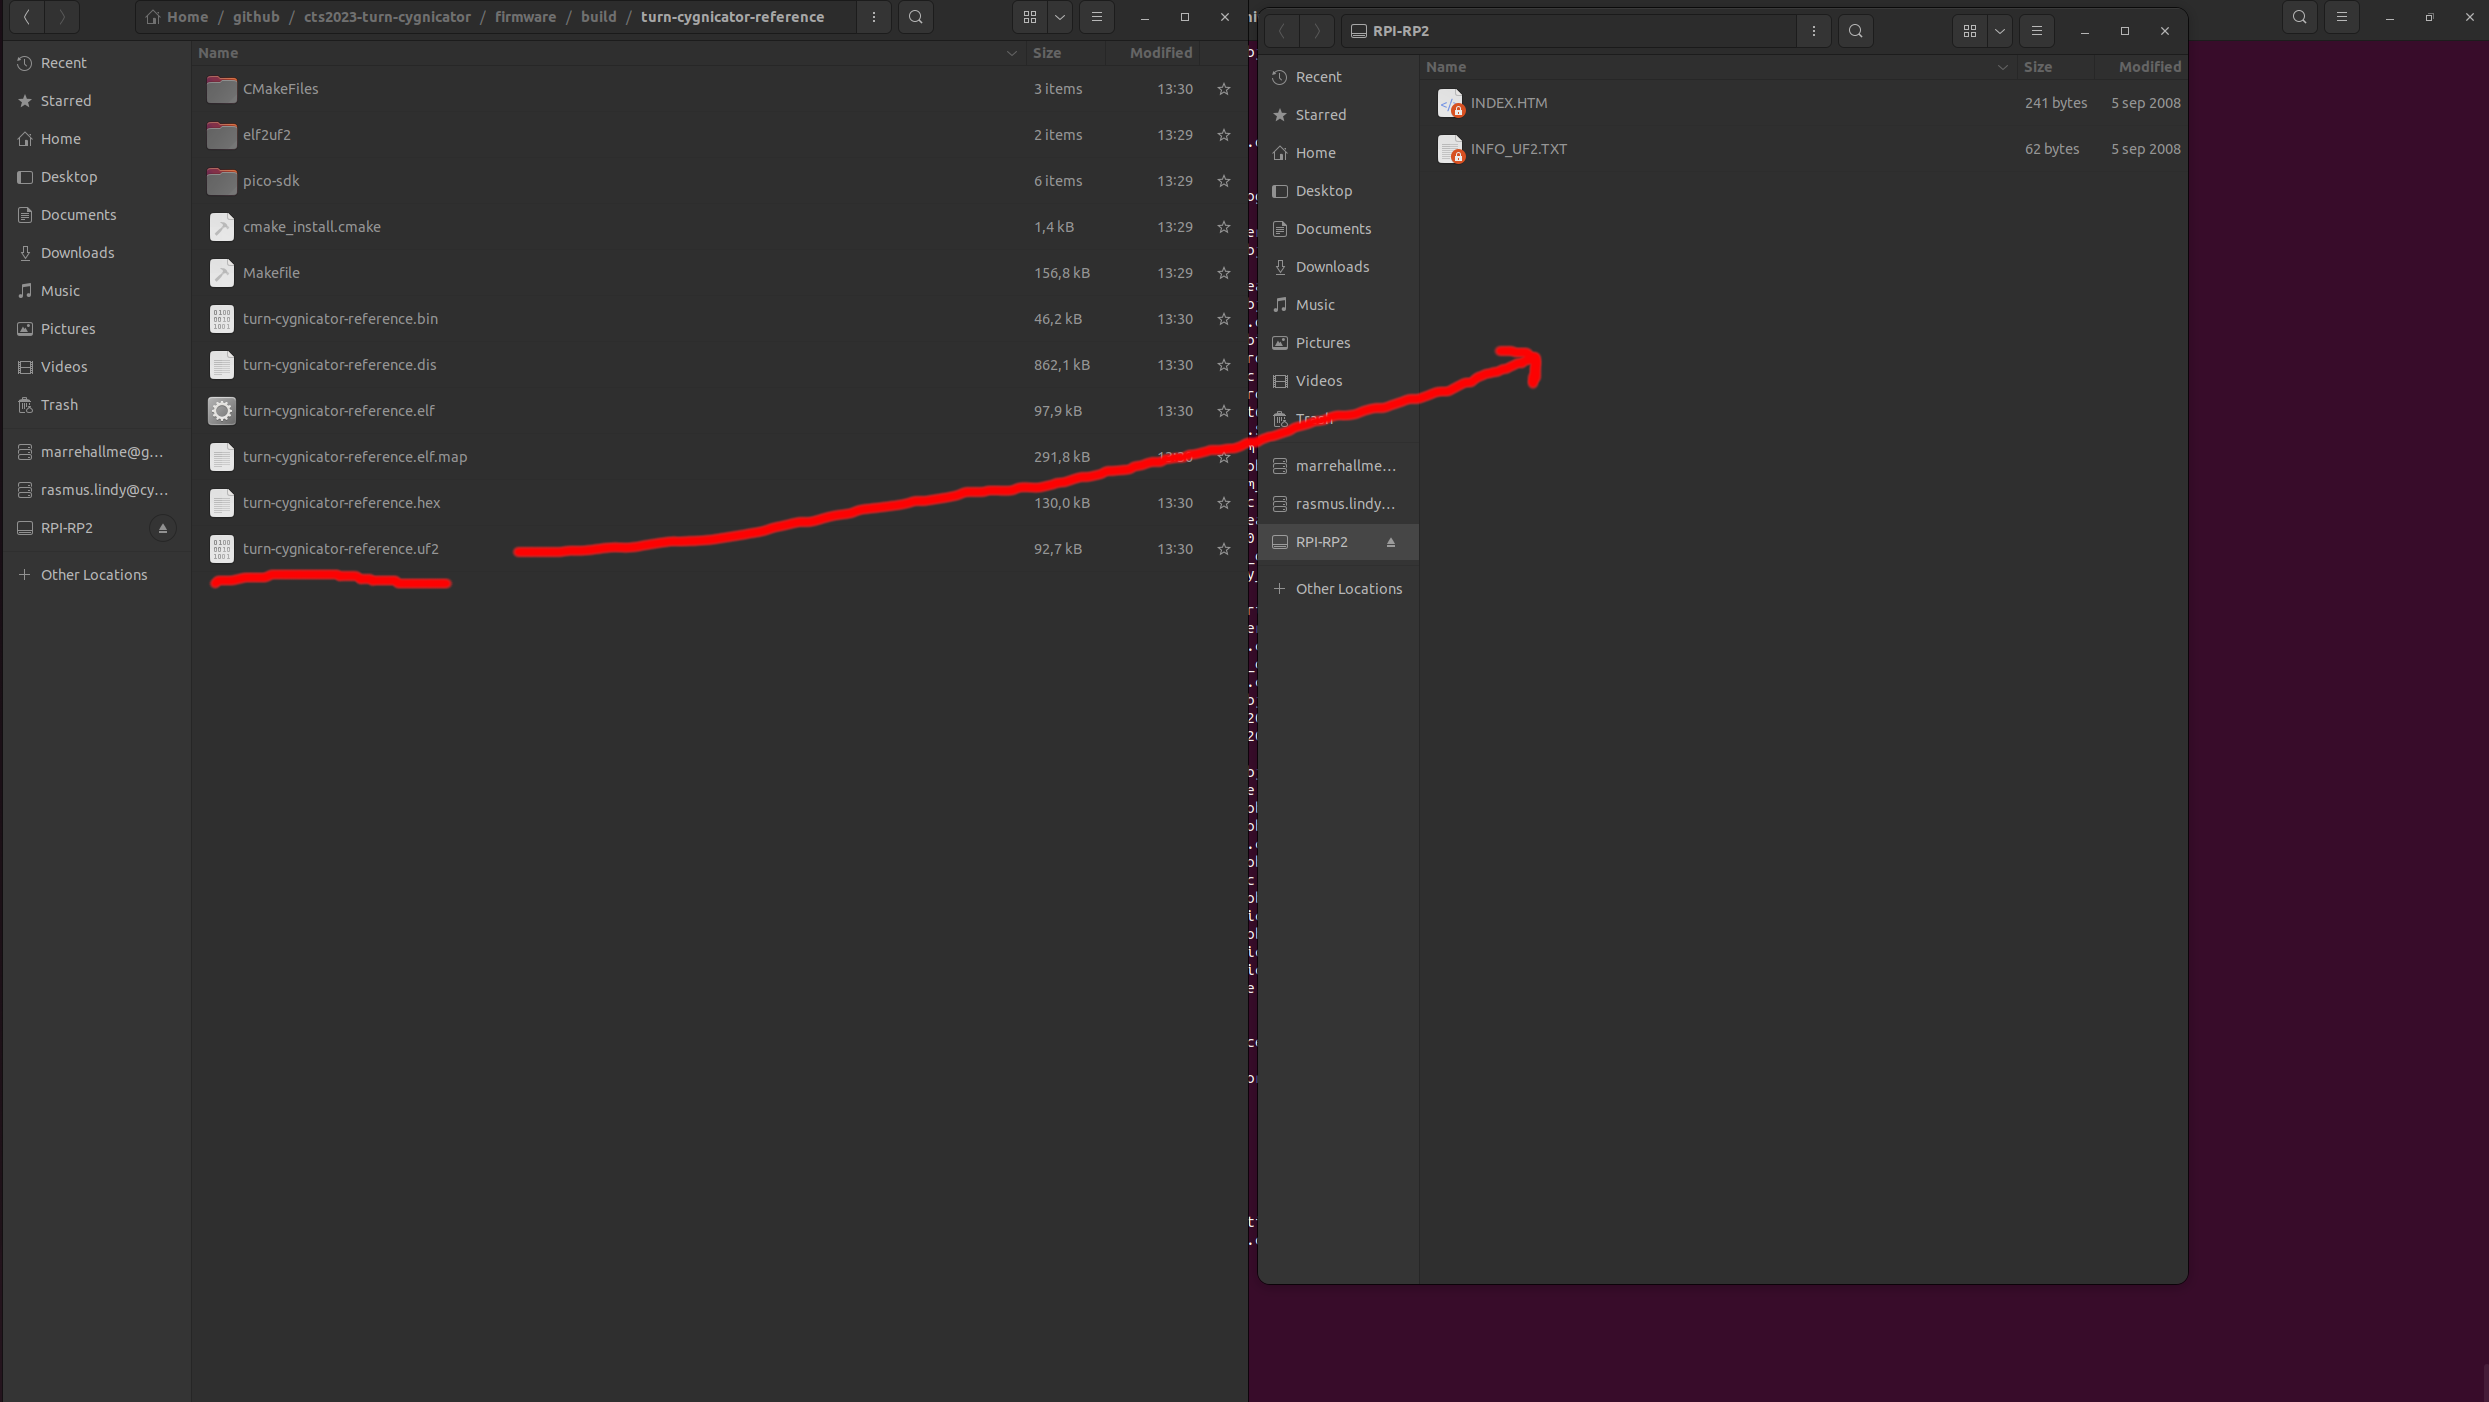 Home / github / cts2023-turn-cygnicator / firmware / build / turn-cygnicator-reference
Name Size Modified
Recent
Starred
Home
Desktop
Documents
Downloads
Music
Pictures
Videos
Trash
marrehallme@g...
rasmus.lindy@cy...
RPI-RP2
Other Locations
CMakeFiles 3 items 13:30
elf2uf2 2 items 13:29
pico-sdk 6 items 13:29
cmake_install.cmake 1,4 kB 13:29
Makefile 156,8 kB 13:29
turn-cygnicator-reference.bin 46,2 kB 13:30
turn-cygnicator-reference.dis 862,1 kB 13:30
turn-cygnicator-reference.elf 97,9 kB 13:30
turn-cygnicator-reference.elf.map 291,8 kB 13:30
turn-cygnicator-reference.hex 130,0 kB 13:30
turn-cygnicator-reference.uf2 92,7 kB 13:30
RPI-RP2
Name Size Modified
Recent
Starred
Home
Desktop
Documents
Downloads
Music
Pictures
Videos
Trash
marrehallme...
rasmus.lindy...
RPI-RP2
Other Locations
INDEX.HTM 241 bytes 5 sep 2008
INFO_UF2.TXT 62 bytes 5 sep 2008